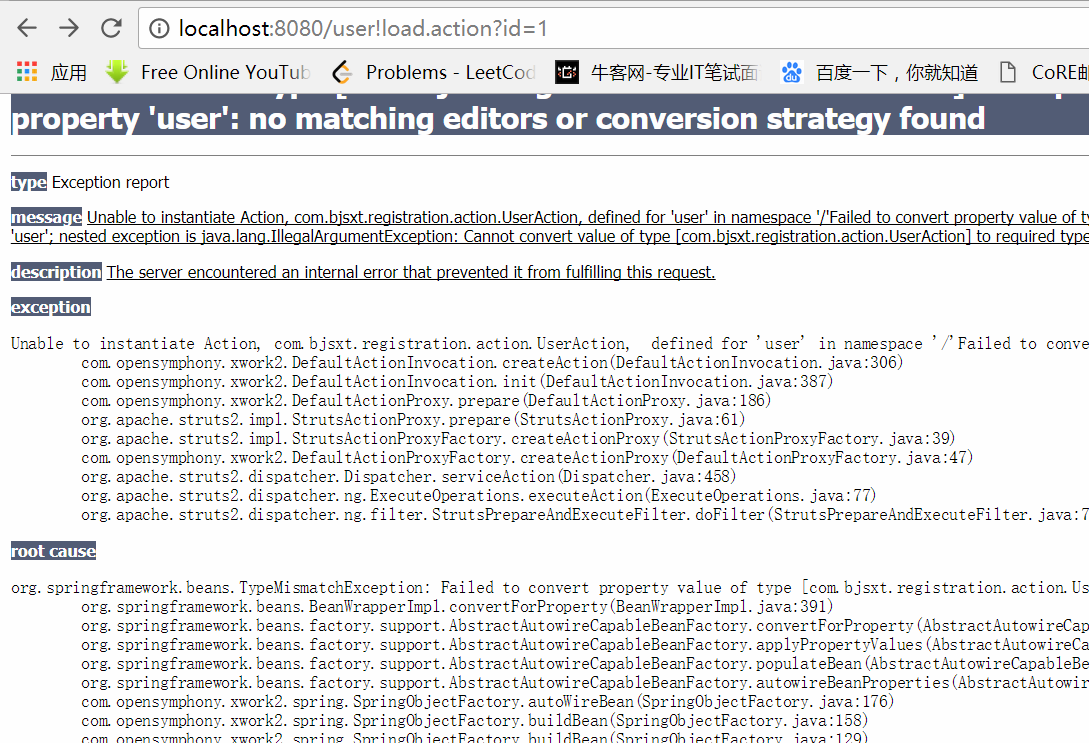 localhost:8080/user!load.action?id=1
应用 Free Online YouTub Problems - LeetCod 牛客网-专业IT笔试面 百度一下，你就知道 CoRE邮
property 'user': no matching editors or conversion strategy found
type Exception report
message Unable to instantiate Action, com.bjsxt.registration.action.UserAction, defined for 'user' in namespace '/'Failed to convert property value of ty
'user'; nested exception is java.lang.IllegalArgumentException: Cannot convert value of type [com.bjsxt.registration.action.UserAction] to required type
description The server encountered an internal error that prevented it from fulfilling this request.
exception
Unable to instantiate Action, com.bjsxt.registration.action.UserAction, defined for 'user' in namespace '/'Failed to conve
com.opensymphony.xwork2.DefaultActionInvocation.createAction(DefaultActionInvocation.java:306)
com.opensymphony.xwork2.DefaultActionInvocation.init(DefaultActionInvocation.java:387)
com.opensymphony.xwork2.DefaultActionProxy.prepare(DefaultActionProxy.java:186)
org.apache.struts2.impl.StrutsActionProxy.prepare(StrutsActionProxy.java:61)
org.apache.struts2.impl.StrutsActionProxyFactory.createActionProxy(StrutsActionProxyFactory.java:39)
com.opensymphony.xwork2.DefaultActionProxyFactory.createActionProxy(DefaultActionProxyFactory.java:47)
org.apache.struts2.dispatcher.Dispatcher.serviceAction(Dispatcher.java:458)
org.apache.struts2.dispatcher.ng.ExecuteOperations.executeAction(ExecuteOperations.java:77)
org.apache.struts2.dispatcher.ng.filter.StrutsPrepareAndExecuteFilter.doFilter(StrutsPrepareAndExecuteFilter.java:7
root cause
org.springframework.beans.TypeMismatchException: Failed to convert property value of type [com.bjsxt.registration.action.Us
org.springframework.beans.BeanWrapperImpl.convertForProperty(BeanWrapperImpl.java:391)
org.springframework.beans.factory.support.AbstractAutowireCapableBeanFactory.convertForProperty(AbstractAutowireCap
org.springframework.beans.factory.support.AbstractAutowireCapableBeanFactory.applyPropertyValues(AbstractAutowireCa
org.springframework.beans.factory.support.AbstractAutowireCapableBeanFactory.populateBean(AbstractAutowireCapableBe
org.springframework.beans.factory.support.AbstractAutowireCapableBeanFactory.autowireBeanProperties(AbstractAutowir
com.opensymphony.xwork2.spring.SpringObjectFactory.autoWireBean(SpringObjectFactory.java:176)
com.opensymphony.xwork2.spring.SpringObjectFactory.buildBean(SpringObjectFactory.java:158)
com.opensymphony.xwork2.spring.SpringObjectFactory.buildBean(SpringObjectFactory.java:129)